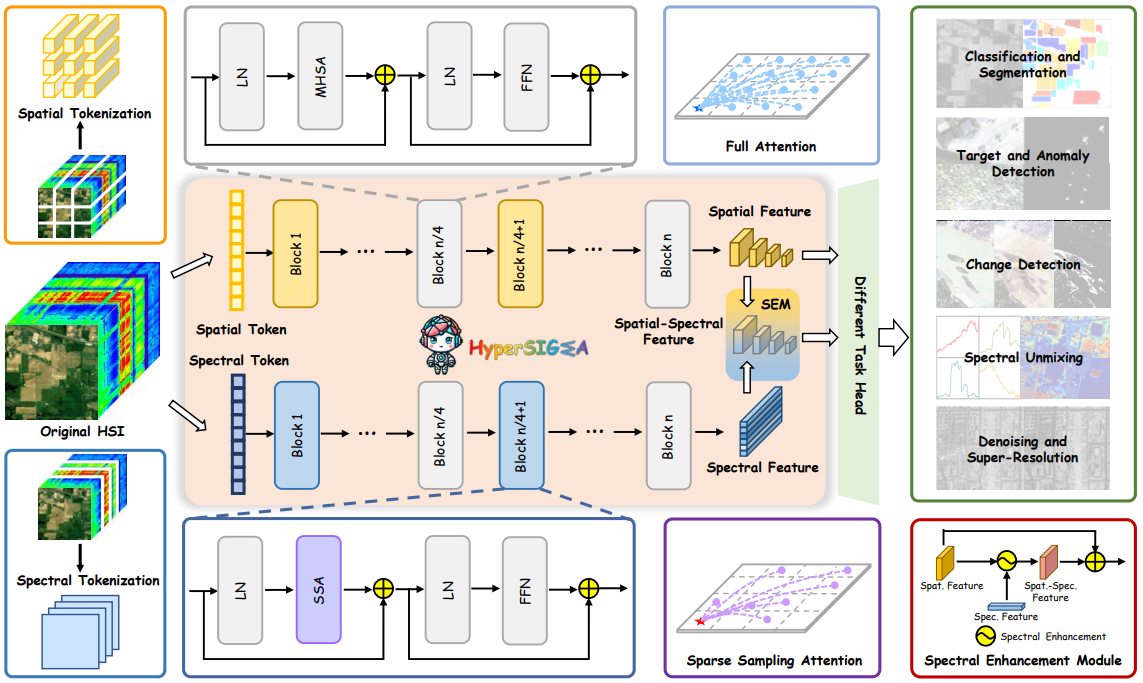 Spatial Tokenization
LN
MHSA
LN
FFN
Full Attention
Classification and
Segmentation
Target and Anomaly
Detection
Change Detection
Spectral Unmixing
Denoising and
Super-Resolution
Original HSI
Spatial Token
Block 1
...
Block n/4
Block n/4+1
...
Block n
Spatial Feature
SEM
Spatial-Spectral
Feature
HyperSIGMA
Spectral Token
Block 1
...
Block n/4
Block n/4+1
...
Block n
Spectral Feature
Different Task Head
Spectral Tokenization
LN
SSA
LN
FFN
Sparse Sampling Attention
Spat. Feature
Spat.-Spec.
Feature
Spec. Feature
Spectral Enhancement
Spectral Enhancement Module